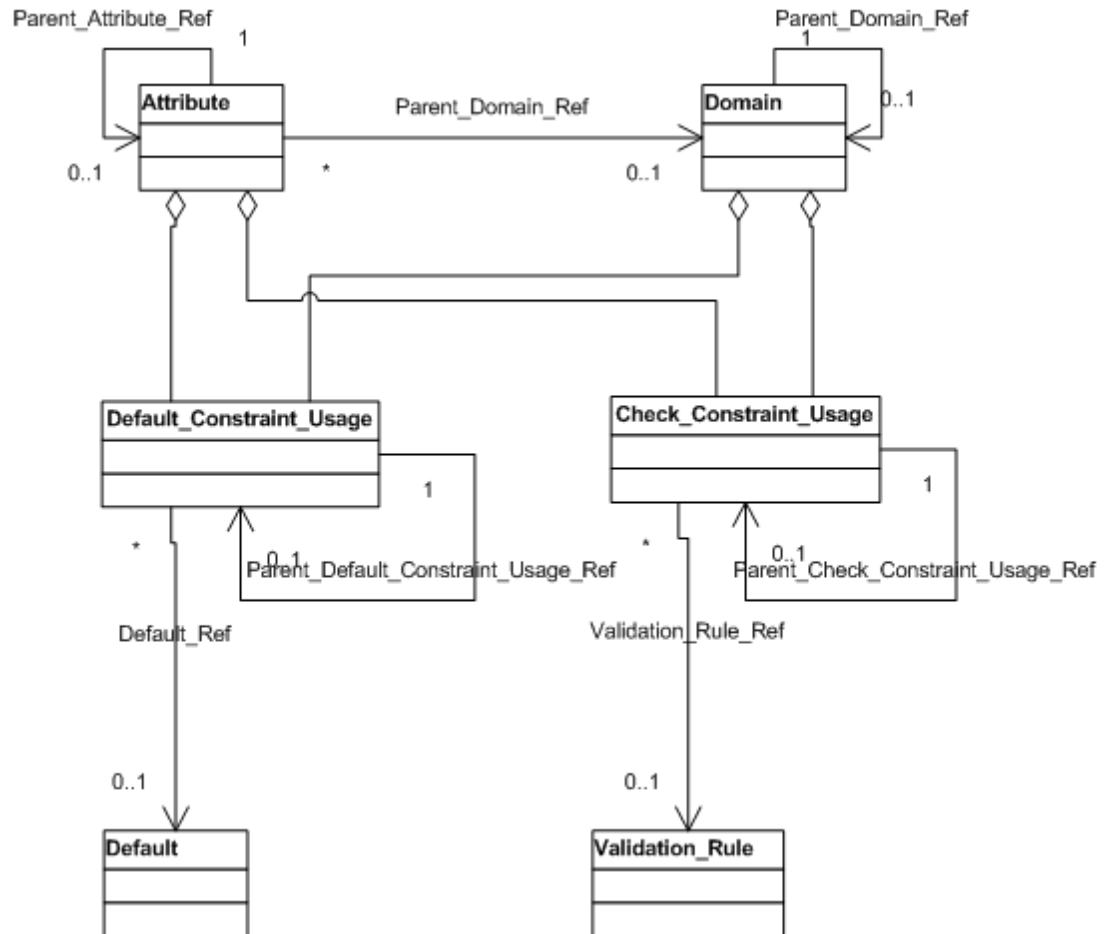 Parent_Attribute_Ref
Parent_Domain_Ref
1
1
Attribute
Parent_Domain_Ref
Domain
0..1
0..1
*
0..1
Default_Constraint_Usage
Check_Constraint_Usage
1
1
*
0..1
*
0..1
Parent_Default_Constraint_Usage_Ref
Parent_Check_Constraint_Usage_Ref
Default_Ref
Validation_Rule_Ref
0..1
0..1
Default
Validation_Rule